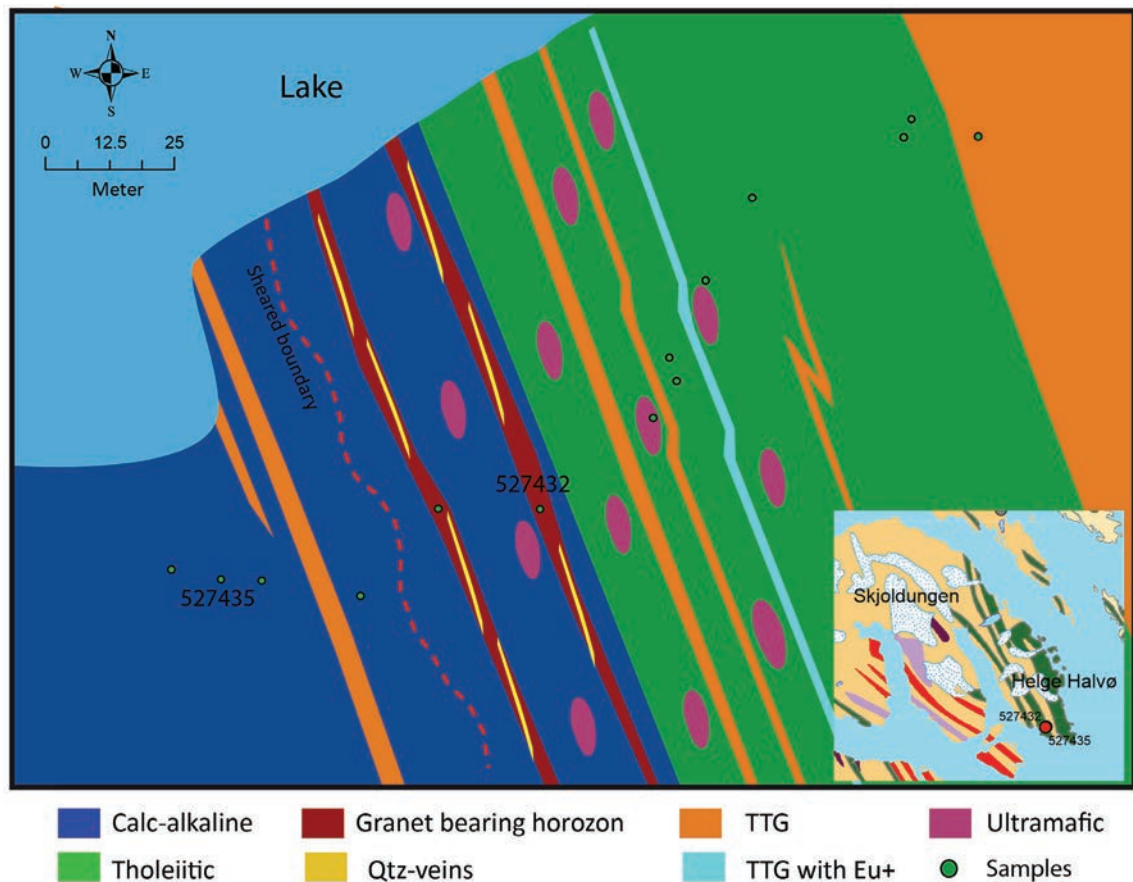 N
W E
S
0 12.5 25
Meter
Lake
Sheared boundary
527432
527435
Skjoldungen
Helge Halvø
527432
527435
Calc-alkaline
Granet bearing horozon
TTG
Ultramafic
Tholeiitic
Qtz-veins
TTG with Eu+
Samples